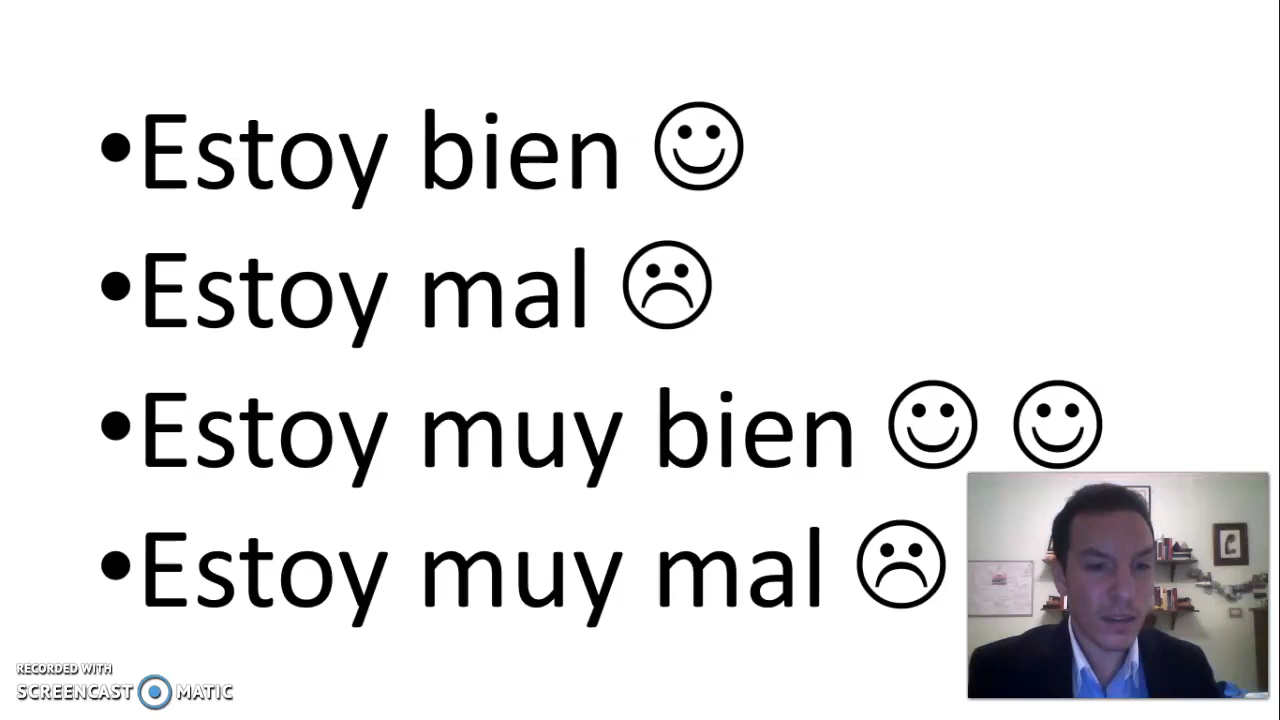 •Estoy bien ☺
•Estoy mal ☹
•Estoy muy bien ☺ ☺
•Estoy muy mal ☹
RECORDED WITH
SCREENCAST MATIC